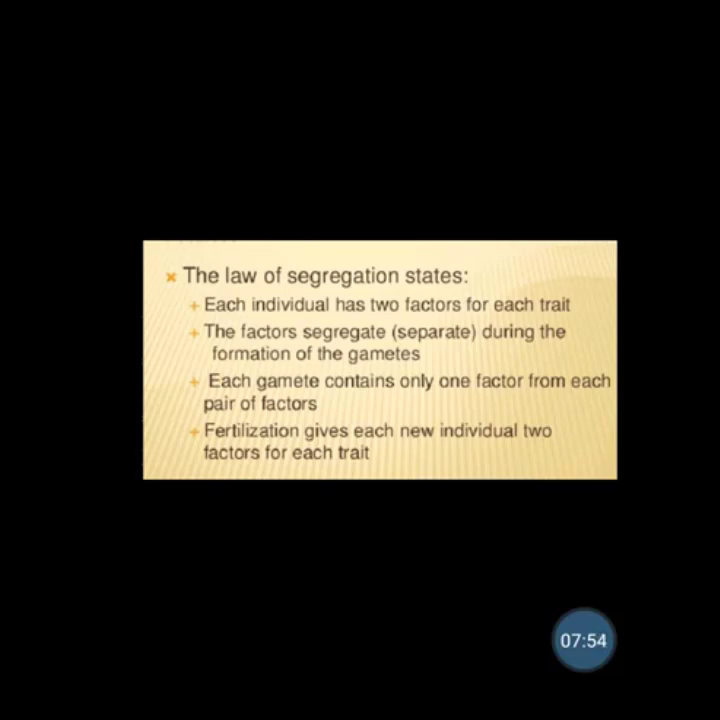 The law of segregation states:
Each individual has two factors for each trait
The factors segregate (separate) during the
formation of the gametes
Each gamete contains only one factor from each
pair of factors
Fertilization gives each new individual two
factors for each trait
07:54